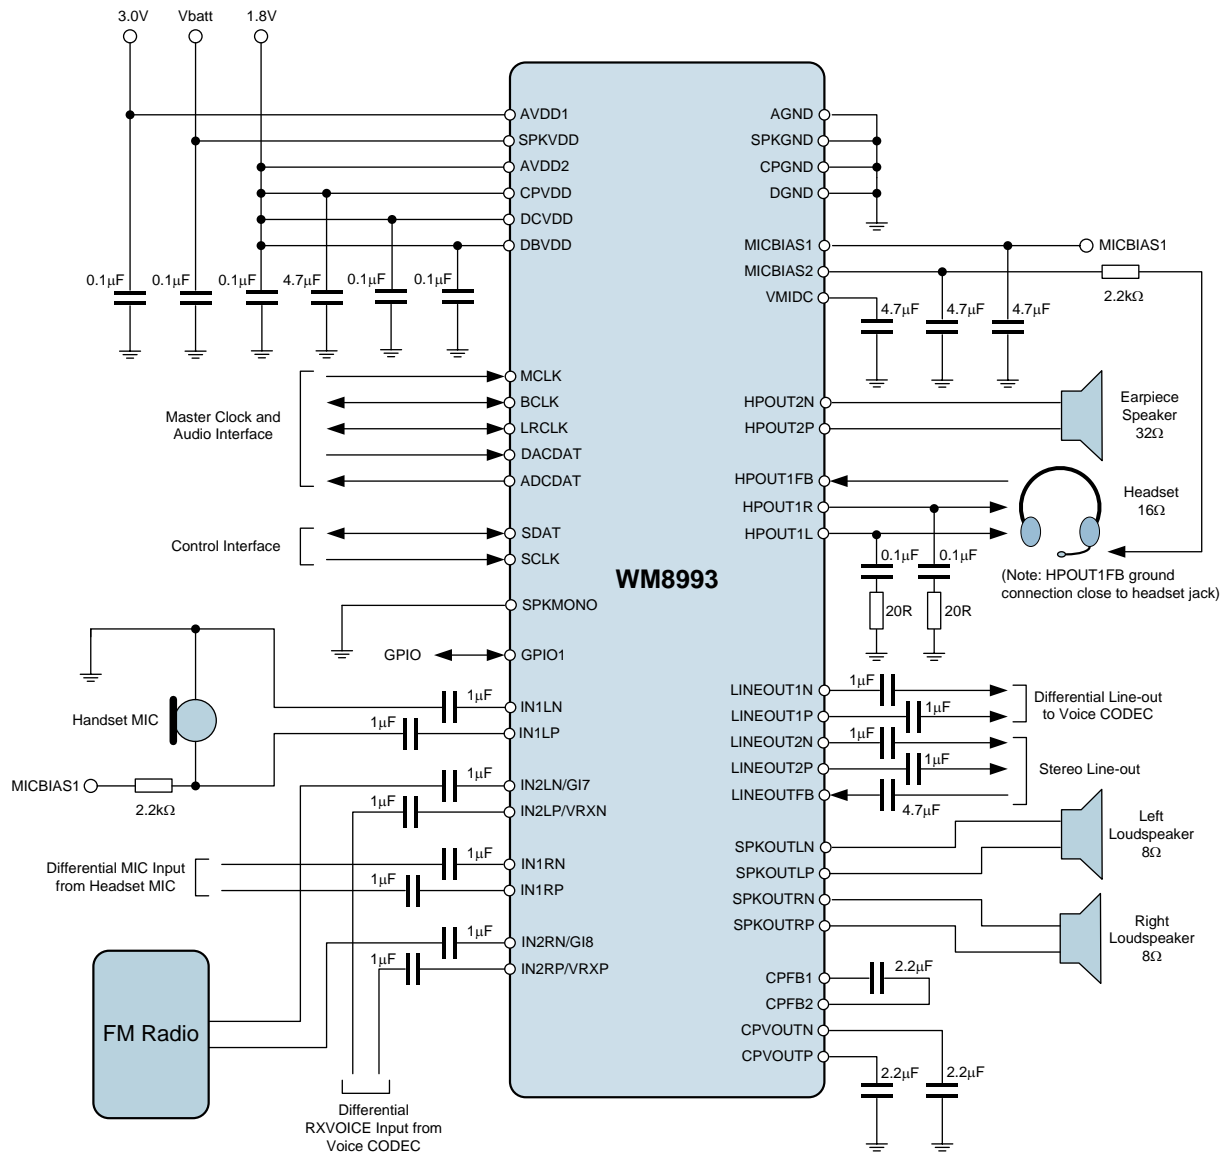 3.0V
Vbatt
1.8V
AVDD1
SPKVDD
AVDD2
CPVDD
DCVDD
DBVDD
0.1µF
0.1µF
0.1µF
4.7µF
0.1µF
0.1µF
Master Clock and
Audio Interface
MCLK
BCLK
LRCLK
DACDAT
ADCDAT
Control Interface
SDAT
SCLK
SPKMONO
GPIO
GPIO1
Handset MIC
1µF
IN1LN
1µF
IN1LP
MICBIAS1
2.2kΩ
1µF
IN2LN/GI7
1µF
IN2LP/VRXN
Differential MIC Input
from Headset MIC
1µF
IN1RN
1µF
IN1RP
1µF
IN2RN/GI8
1µF
IN2RP/VRXP
FM Radio
Differential
RXVOICE Input from
Voice CODEC
WM8993
AGND
SPKGND
CPGND
DGND
MICBIAS1
MICBIAS1
MICBIAS2
2.2kΩ
VMIDC
4.7µF
4.7µF
4.7µF
HPOUT2N
HPOUT2P
Earpiece
Speaker
32Ω
HPOUT1FB
HPOUT1R
HPOUT1L
Headset
16Ω
0.1µF
0.1µF
20R
20R
(Note: HPOUT1FB ground
connection close to headset jack)
LINEOUT1N
1µF
LINEOUT1P
1µF
Differential Line-out
to Voice CODEC
LINEOUT2N
1µF
LINEOUT2P
1µF
LINEOUTFB
4.7µF
Stereo Line-out
SPKOUTLN
SPKOUTLP
Left
Loudspeaker
8Ω
SPKOUTRN
SPKOUTRP
Right
Loudspeaker
8Ω
CPFB1
2.2µF
CPFB2
CPVOUTN
CPVOUTP
2.2µF
2.2µF